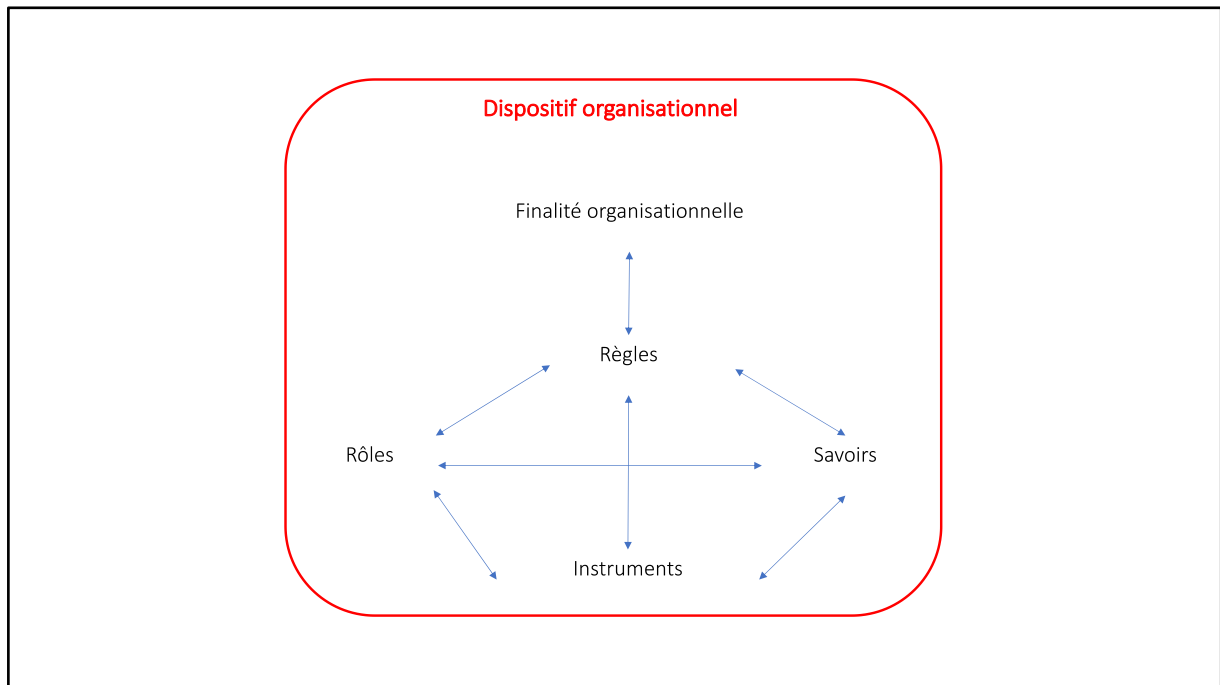 Dispositif organisationnel
Finalité organisationnelle
Règles
Rôles
Savoirs
Instruments